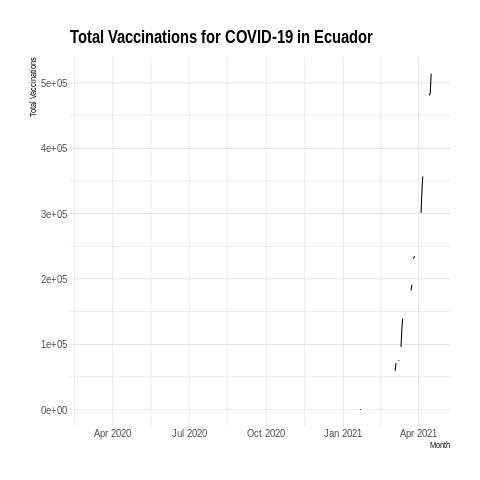 Total Vaccinations for COVID-19 in Ecuador
Total Vaccinations
5e+05
4e+05
3e+05
2e+05
1e+05
0e+00
Apr 2020 Jul 2020 Oct 2020 Jan 2021 Apr 2021
Month